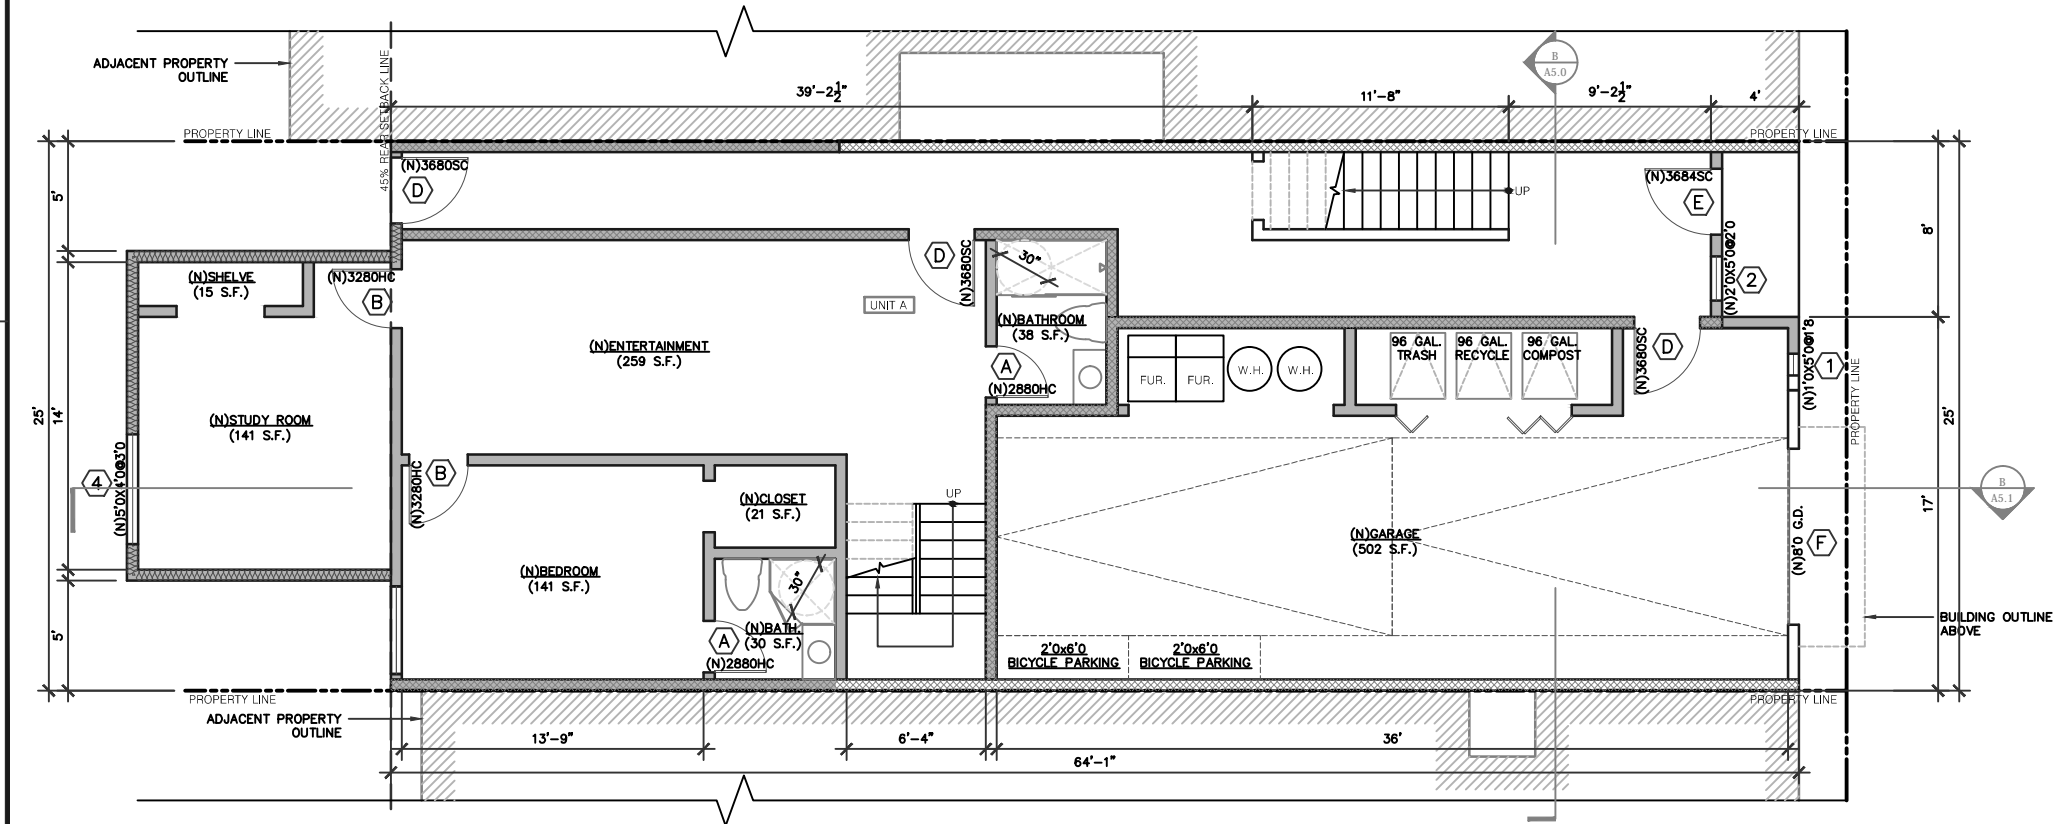 B
A5.0
ADJACENT PROPERTY
OUTLINE
45% REAR SETBACK LINE
39'-2½"
11'-8"
9'-2½"
4'
PROPERTY LINE
PROPERTY LINE
(N)3680SC
D
(N)3684SC
E
UP
5'
8'
(N)SHELVE
(15 S.F.)
(N)3280HC
B
D
(N)3680SC
30"
(N)2'0X5'0@2'0
2
UNIT A
(N)BATHROOM
(38 S.F.)
(N)ENTERTAINMENT
(259 S.F.)
A
(N)2880HC
FUR.
FUR.
W.H.
W.H.
96 GAL.
TRASH
96 GAL.
RECYCLE
96 GAL.
COMPOST
D
(N)3680SC
1
(N)1'0X5'0@1'8
PROPERTY LINE
25'
14'
25'
(N)STUDY ROOM
(141 S.F.)
4
(N)5'0X4'0@3'0
B
(N)3280HC
(N)CLOSET
(21 S.F.)
UP
B
A5.1
17'
(N)GARAGE
(502 S.F.)
(N)8'0 G.D.
F
(N)BEDROOM
(141 S.F.)
30"
(N)BATH.
(30 S.F.)
A
(N)2880HC
5'
2'0x6'0
BICYCLE PARKING
2'0x6'0
BICYCLE PARKING
BUILDING OUTLINE
ABOVE
PROPERTY LINE
PROPERTY LINE
ADJACENT PROPERTY
OUTLINE
13'-9"
6'-4"
36'
64'-1"